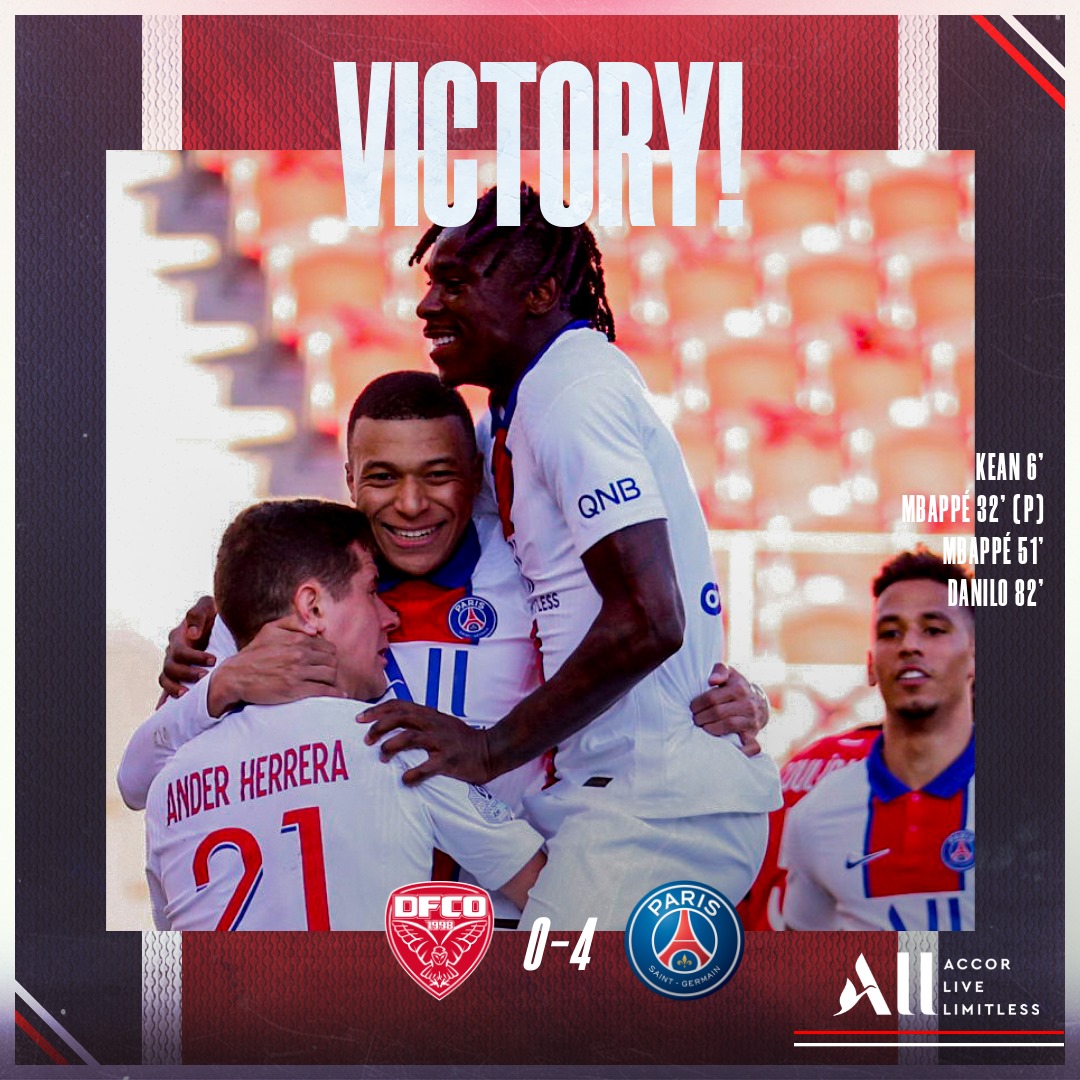 VICTORY!
KEAN 6’
MBAPPÉ 32’ (P)
MBAPPÉ 51’
DANILO 82’
QNB
PARIS
ANDER HERRERA
21
DFCO
1998
0-4
PARIS
SAINT-GERMAIN
ALL ACCOR
LIVE
LIMITLESS